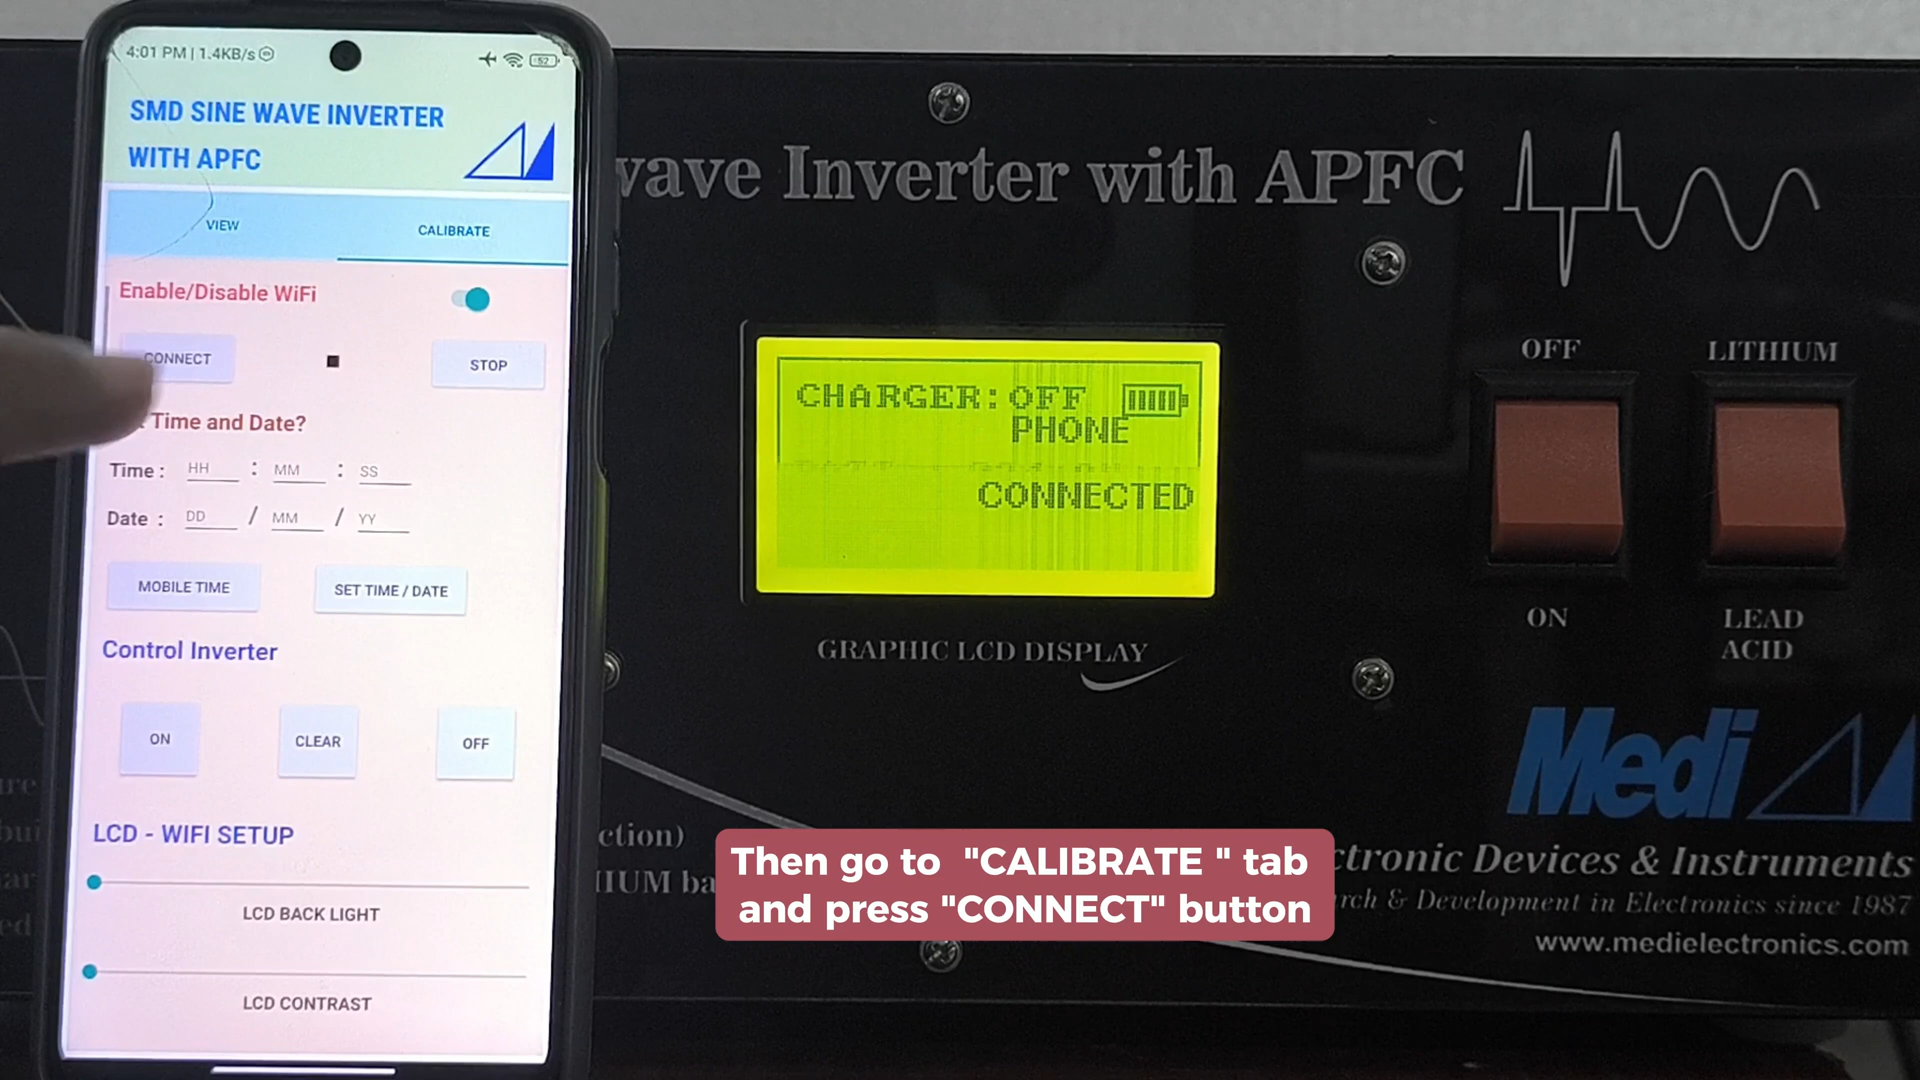 4:01 PM | 1.4KB/s
52
SMD SINE WAVE INVERTER
WITH APFC
VIEW
CALIBRATE
Enable/Disable WiFi
CONNECT
STOP
Time and Date?
Time : HH : MM : SS
Date : DD / MM / YY
MOBILE TIME
SET TIME / DATE
Control Inverter
ON
CLEAR
OFF
LCD - WIFI SETUP
LCD BACK LIGHT
LCD CONTRAST
wave Inverter with APFC
CHARGER: OFF
PHONE
CONNECTED
GRAPHIC LCD DISPLAY
OFF
LITHIUM
ON
LEAD
ACID
Medi
ctronic Devices & Instruments
rch & Development in Electronics since 1987
www.medielectronics.com
ction)
IUM ba
Then go to "CALIBRATE " tab
and press "CONNECT" button